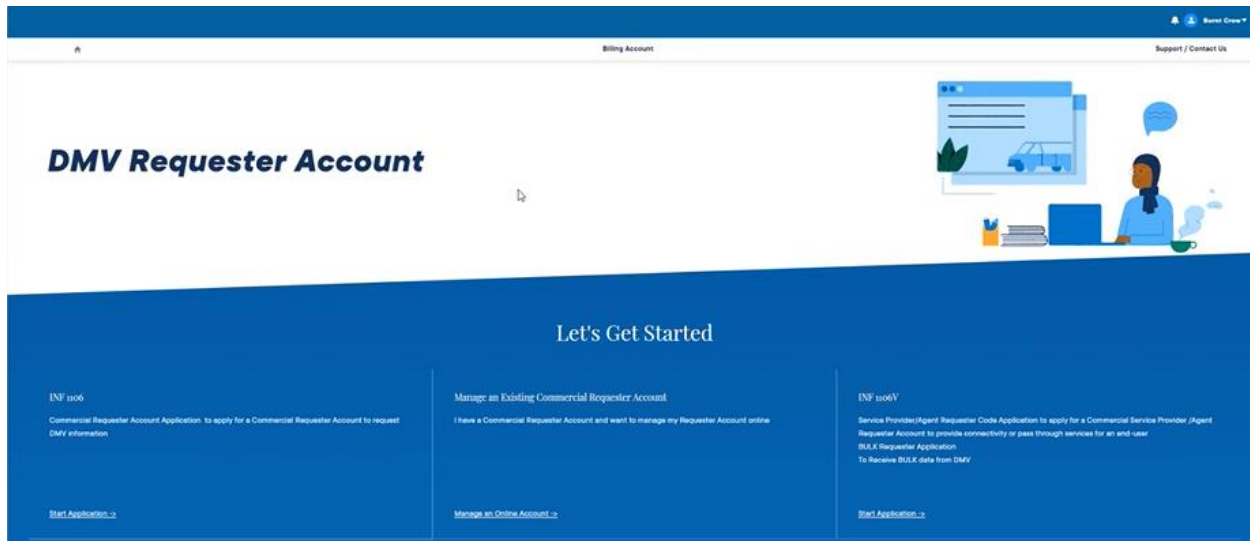 Burnt Crow
Billing Account
Support / Contact Us
DMV Requester Account
Let's Get Started
INF 1106
Commercial Requester Account Application to apply for a Commercial Requester Account to request
DMV information
Start Application ->
Manage an Existing Commercial Requester Account
I have a Commercial Requester Account and want to manage my Requester Account online
Manage an Online Account ->
INF 1106V
Service Provider/Agent Requester Code Application to apply for a Commercial Service Provider /Agent
Requester Account to provide connectivity or pass through services for an end-user
BULK Requester Application
To Receive BULK data from DMV
Start Application ->